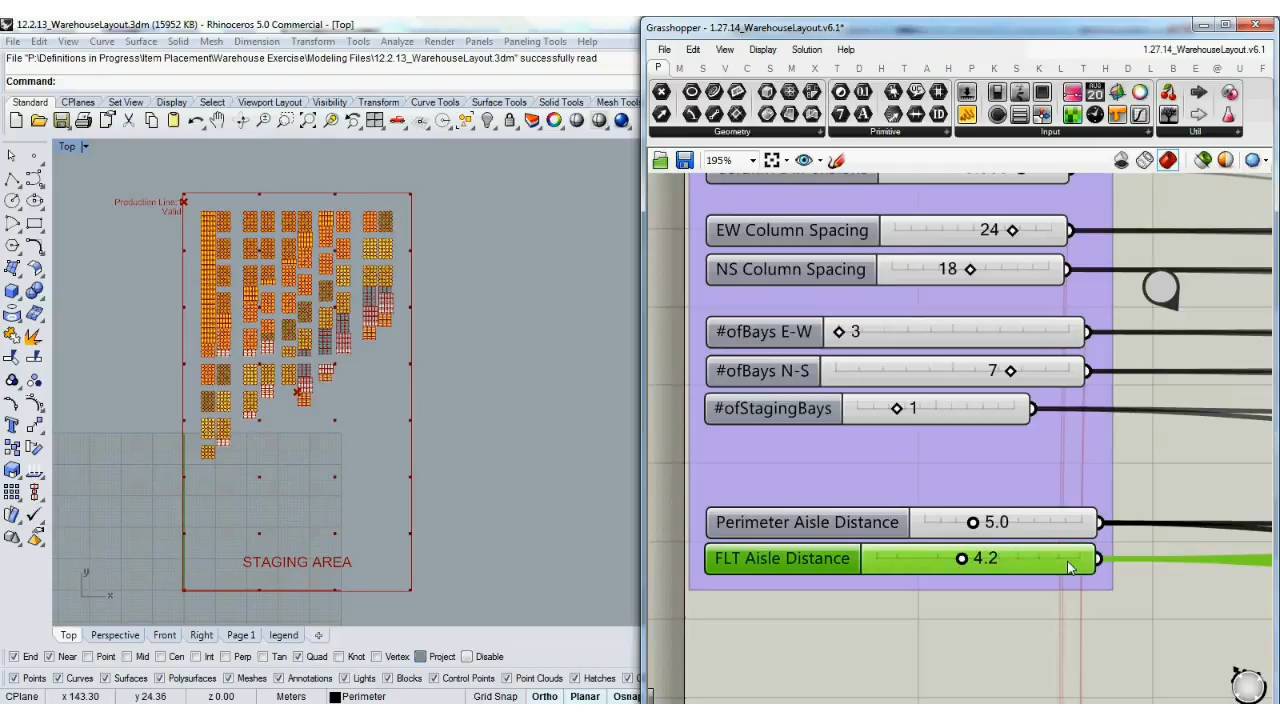 12.2.13_WarehouseLayout.3dm (15952 KB) - Rhinoceros 5.0 Commercial - [Top]
File Edit View Curve Surface Solid Mesh Dimension Transform Tools Analyze Render Panels Paneling Tools Help
File "P:\Definitions in Progress\Item Placement\Warehouse Exercise\Modeling Files\12.2.13_WarehouseLayout.3dm" successfully read
Command:
Standard CPlanes Set View Display Select Viewport Layout Visibility Transform Curve Tools Surface Tools Solid Tools Mesh Tools
Top
Production Line:
Valid
STAGING AREA
y
x
Top Perspective Front Right Page 1 legend
End Near Point Mid Cen Int Perp Tan Quad Knot Vertex Project Disable
Points Curves Surfaces Polysurfaces Meshes Annotations Lights Blocks Control Points Point Clouds Hatches
CPlane x 143.30 y 24.36 z 0.00 Meters Perimeter Grid Snap Ortho Planar Osnap
Grasshopper - 1.27.14_WarehouseLayout.v6.1*
File Edit View Display Solution Help 1.27.14_WarehouseLayout.v6.1
P M S V C S M X T D T A T D H F P K S F L T U H D L B E @ U F
Geometry Primitive Input Util
195%
EW Column Spacing 24
NS Column Spacing 18
#ofBays E-W 3
#ofBays N-S 7
#ofStagingBays 1
Perimeter Aisle Distance 5.0
FLT Aisle Distance 4.2